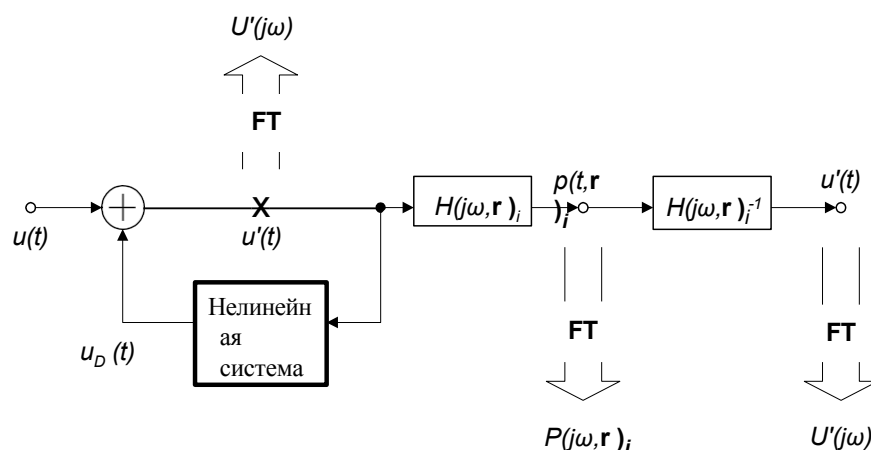 U'(jω)
FT
u(t)
+
X
u'(t)
H(jω,r)i
p(t,r
)i
H(jω,r)i-1
u'(t)
Нелинейн
ая
система
uD (t)
FT
FT
P(jω,r)i
U'(jω)